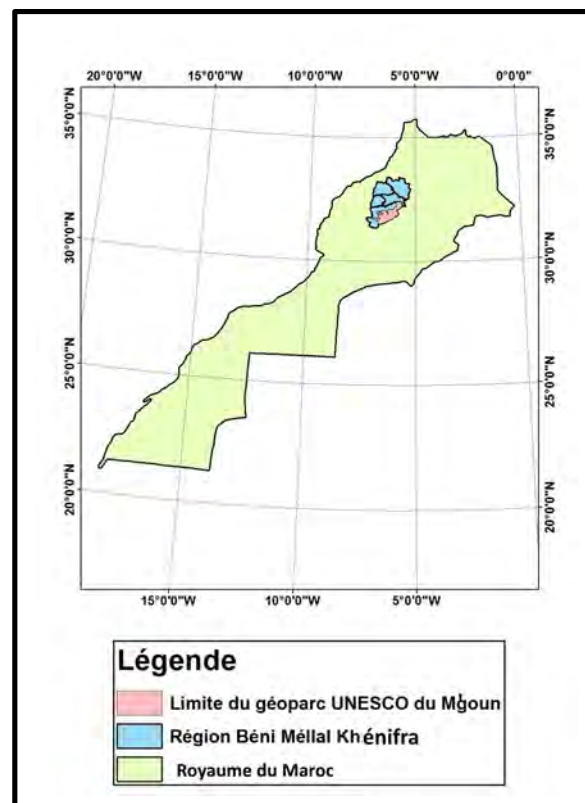 20°0'0"W 15°0'0"W 10°0'0"W 5°0'0"W 0°0'0"
35°0'0"N 35°0'0"N
30°0'0"N 30°0'0"N
25°0'0"N 25°0'0"N
20°0'0"N 20°0'0"N
15°0'0"W 10°0'0"W 5°0'0"W
Légende
Limite du géoparc UNESCO du M'goun
Région Béni Méllal Khénifra
Royaume du Maroc